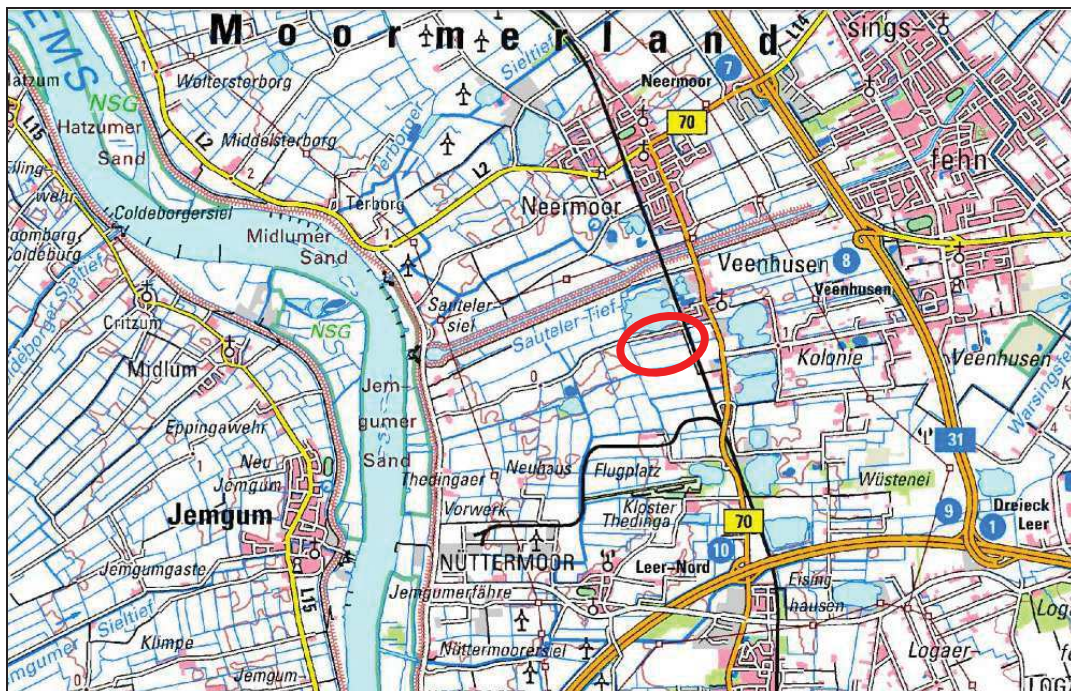 Moormerland
EMS
Hatzum
NSG
Hatzumer
Sand
Woltersterborg
L2
Middelsterborg
L15
Coldeborgersiel
Midlumer
Sand
Terborg
Terborger
Sieltief
L2
Neermoor
7
L14
sings-
fehn
70
Neermoor
Critzum
Midlum
NSG
Sauteler
siel
Sauteler Tief
Veenhusen
8
Veenhusen
Kolonie
Veenhusen
Eppingawehr
Jem-
gumer
Sand
Neu
Jemgum
Jemgum
Thedingaer
Vorwerk
Neuhaus
Flugplatz
Kloster
Thedinga
Wüstenei
31
Dreieck
Leer
9
1
70
10
Leer-Nord
NÜTTERMOOR
Jemgumgaste
Jemgumerfähre
Eising
hausen
L15
Sieltief
Klimpe
Jemgum-
Nüttermoorersiel
Logaer